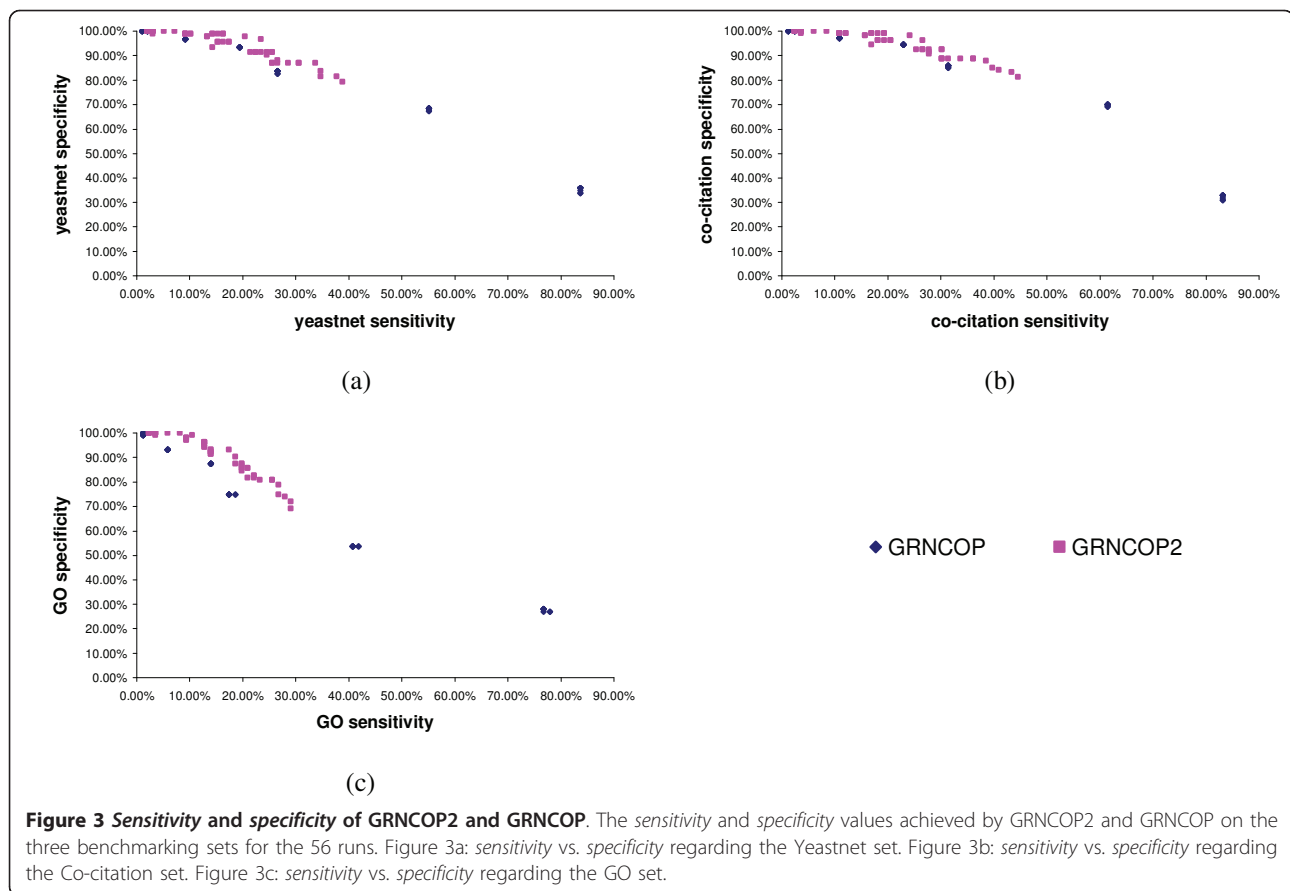 100.00%
90.00%
80.00%
70.00%
60.00%
50.00%
40.00%
30.00%
20.00%
10.00%
0.00%
yeastnet specificity
0.00% 10.00% 20.00% 30.00% 40.00% 50.00% 60.00% 70.00% 80.00% 90.00%
yeastnet sensitivity
(a)
100.00%
90.00%
80.00%
70.00%
60.00%
50.00%
40.00%
30.00%
20.00%
10.00%
0.00%
co-citation specificity
0.00% 10.00% 20.00% 30.00% 40.00% 50.00% 60.00% 70.00% 80.00% 90.00%
co-citation sensitivity
(b)
100.00%
90.00%
80.00%
70.00%
60.00%
50.00%
40.00%
30.00%
20.00%
10.00%
0.00%
GO specificity
0.00% 10.00% 20.00% 30.00% 40.00% 50.00% 60.00% 70.00% 80.00% 90.00%
GO sensitivity
(c)
GRNCOP GRNCOP2
Figure 3 Sensitivity and specificity of GRNCOP2 and GRNCOP. The sensitivity and specificity values achieved by GRNCOP2 and GRNCOP on the
three benchmarking sets for the 56 runs. Figure 3a: sensitivity vs. specificity regarding the Yeastnet set. Figure 3b: sensitivity vs. specificity regarding
the Co-citation set. Figure 3c: sensitivity vs. specificity regarding the GO set.